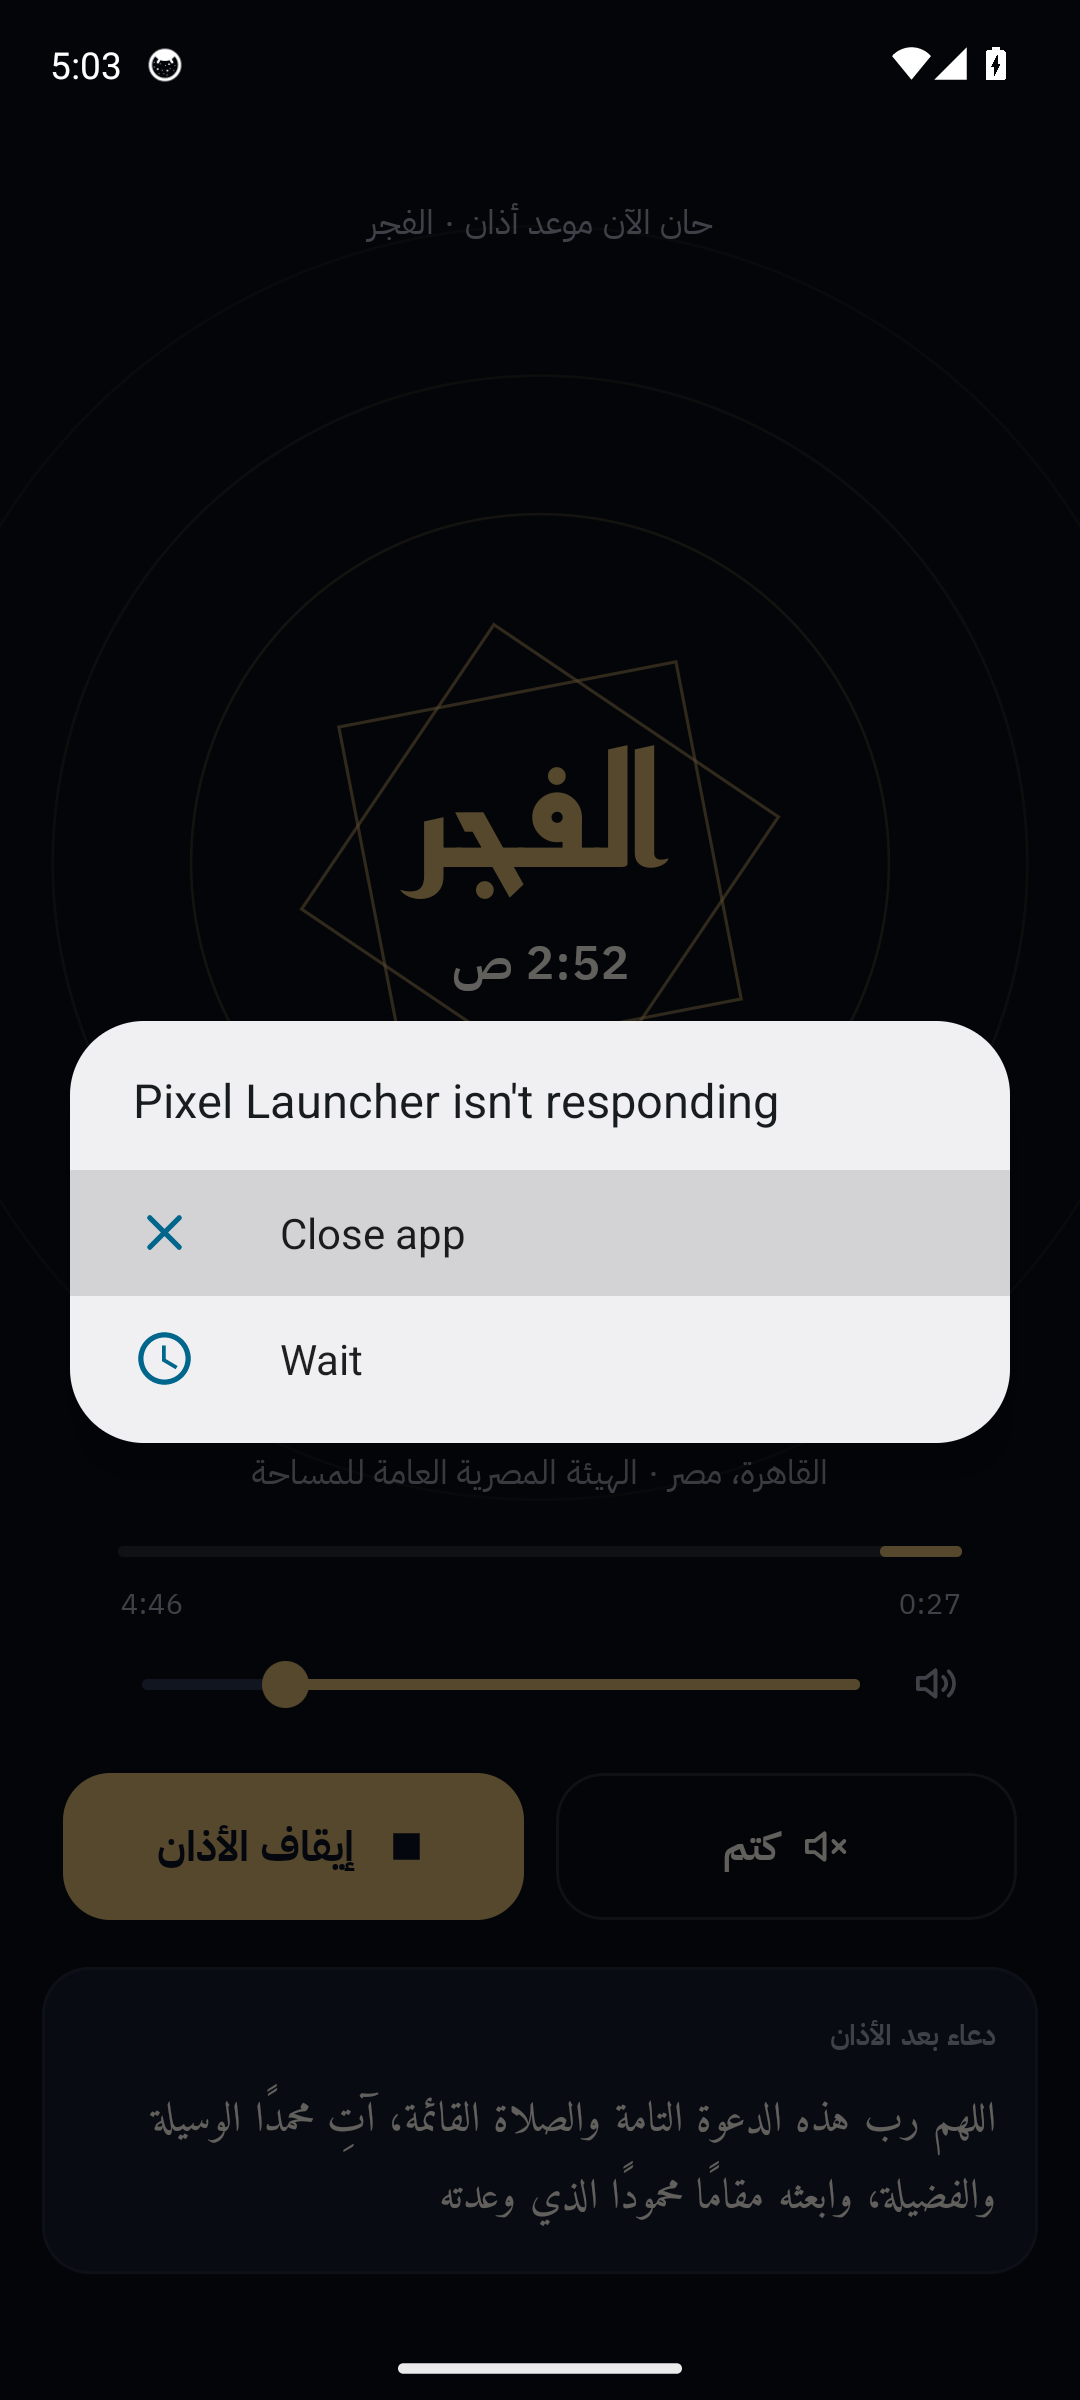 5:03
حان الآن موعد أذان · الفجر
الفجر
2:52 ص
Pixel Launcher isn't responding
Close app
Wait
القاهرة، مصر · الهيئة المصرية العامة للمساحة
4:46
0:27
كتم
إيقاف الأذان
دعاء بعد الأذان
اللهم رب هذه الدعوة التامة والصلاة القائمة، آتِ محمدًا الوسيلة
والفضيلة، وابعثه مقامًا محمودًا الذي وعدته